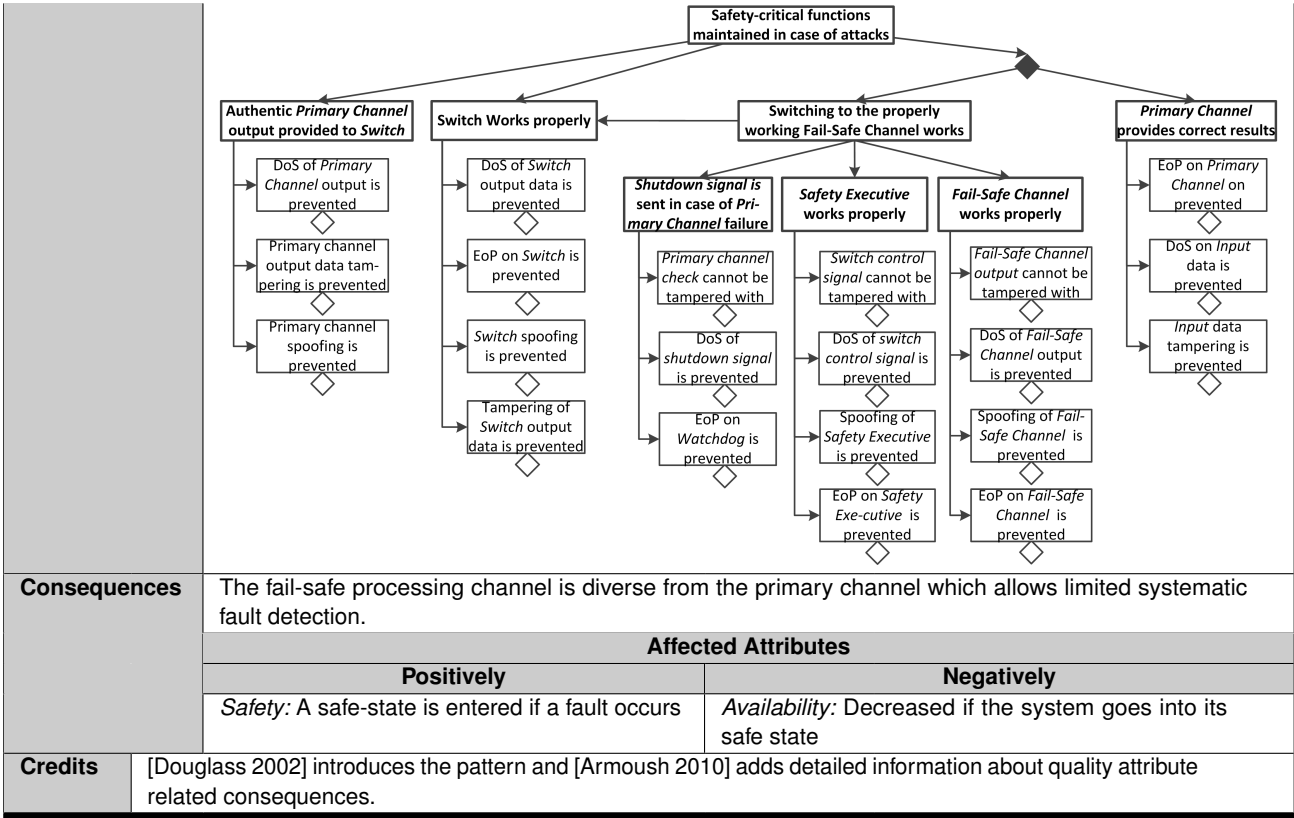 Safety-critical functions
maintained in case of attacks
Authentic Primary Channel
output provided to Switch
DoS of Primary
Channel output is
prevented
Primary channel
output data tam-
pering is prevented
Primary channel
spoofing is
prevented
Switch Works properly
DoS of Switch
output data is
prevented
EoP on Switch is
prevented
Switch spoofing
is prevented
Tampering of
Switch output
data is prevented
Switching to the properly
working Fail-Safe Channel works
Shutdown signal is
sent in case of Pri-
mary Channel failure
Primary channel
check cannot be
tampered with
DoS of
shutdown signal
is prevented
EoP on
Watchdog is
prevented
Safety Executive
works properly
Switch control
signal cannot be
tampered with
DoS of switch
control signal is
prevented
Spoofing of
Safety Executive
is prevented
EoP on Safety
Exe-cutive is
prevented
Fail-Safe Channel
works properly
Fail-Safe Channel
output cannot be
tampered with
DoS of Fail-Safe
Channel output
is prevented
Spoofing of Fail-
Safe Channel is
prevented
EoP on Fail-Safe
Channel is
prevented
Primary Channel
provides correct results
EoP on Primary
Channel on
prevented
DoS on Input
data is
prevented
Input data
tampering is
prevented
Consequences
The fail-safe processing channel is diverse from the primary channel which allows limited systematic
fault detection.
Affected Attributes
Positively
Negatively
Safety: A safe-state is entered if a fault occurs
Availability: Decreased if the system goes into its
safe state
Credits
[Douglass 2002] introduces the pattern and [Armoush 2010] adds detailed information about quality attribute
related consequences.